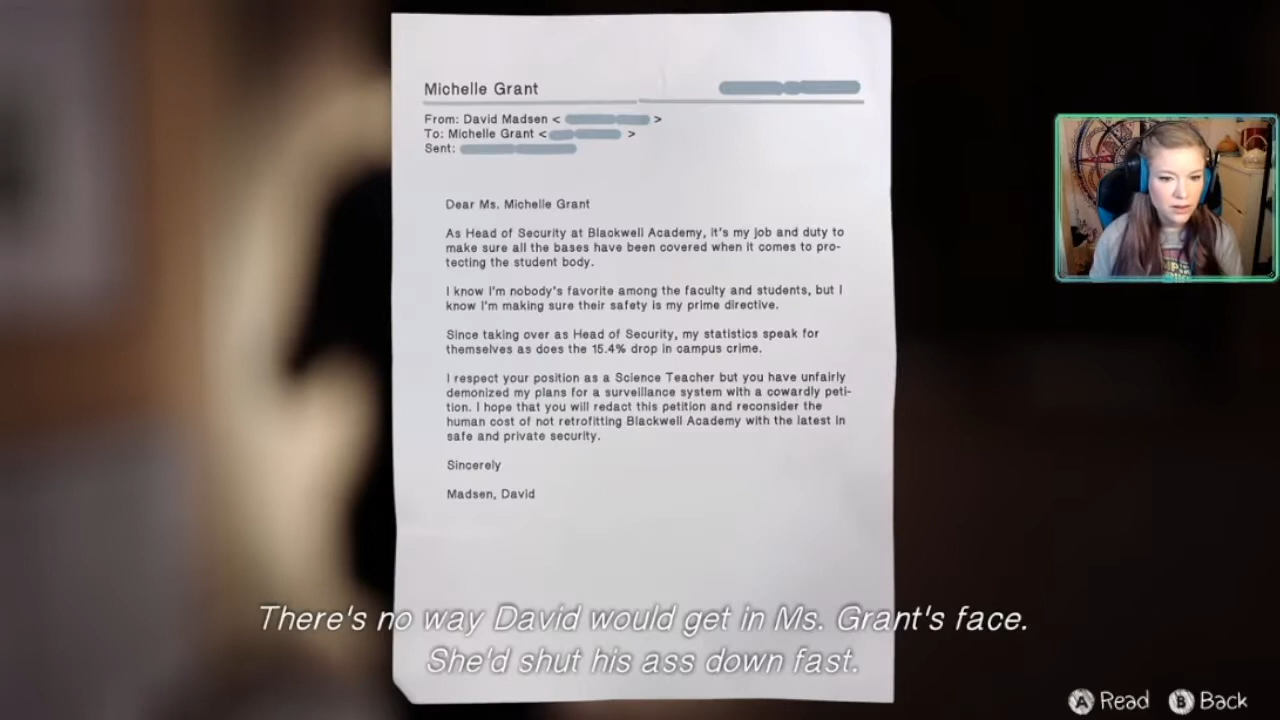 Michelle Grant
From: David Madsen < >
To: Michelle Grant < >
Sent:
Dear Ms. Michelle Grant
As Head of Security at Blackwell Academy, it's my job and duty to
make sure all the bases have been covered when it comes to pro-
tecting the student body.
I know I'm nobody's favorite among the faculty and students, but I
know I'm making sure their safety is my prime directive.
Since taking over as Head of Security, my statistics speak for
themselves as does the 15.4% drop in campus crime.
I respect your position as a Science Teacher but you have unfairly
demonized my plans for a surveillance system with a cowardly peti-
tion. I hope that you will redact this petition and reconsider the
human cost of not retrofitting Blackwell Academy with the latest in
safe and private security.
Sincerely
Madsen, David
There's no way David would get in Ms. Grant's face.
She'd shut his ass down fast.
A Read B Back